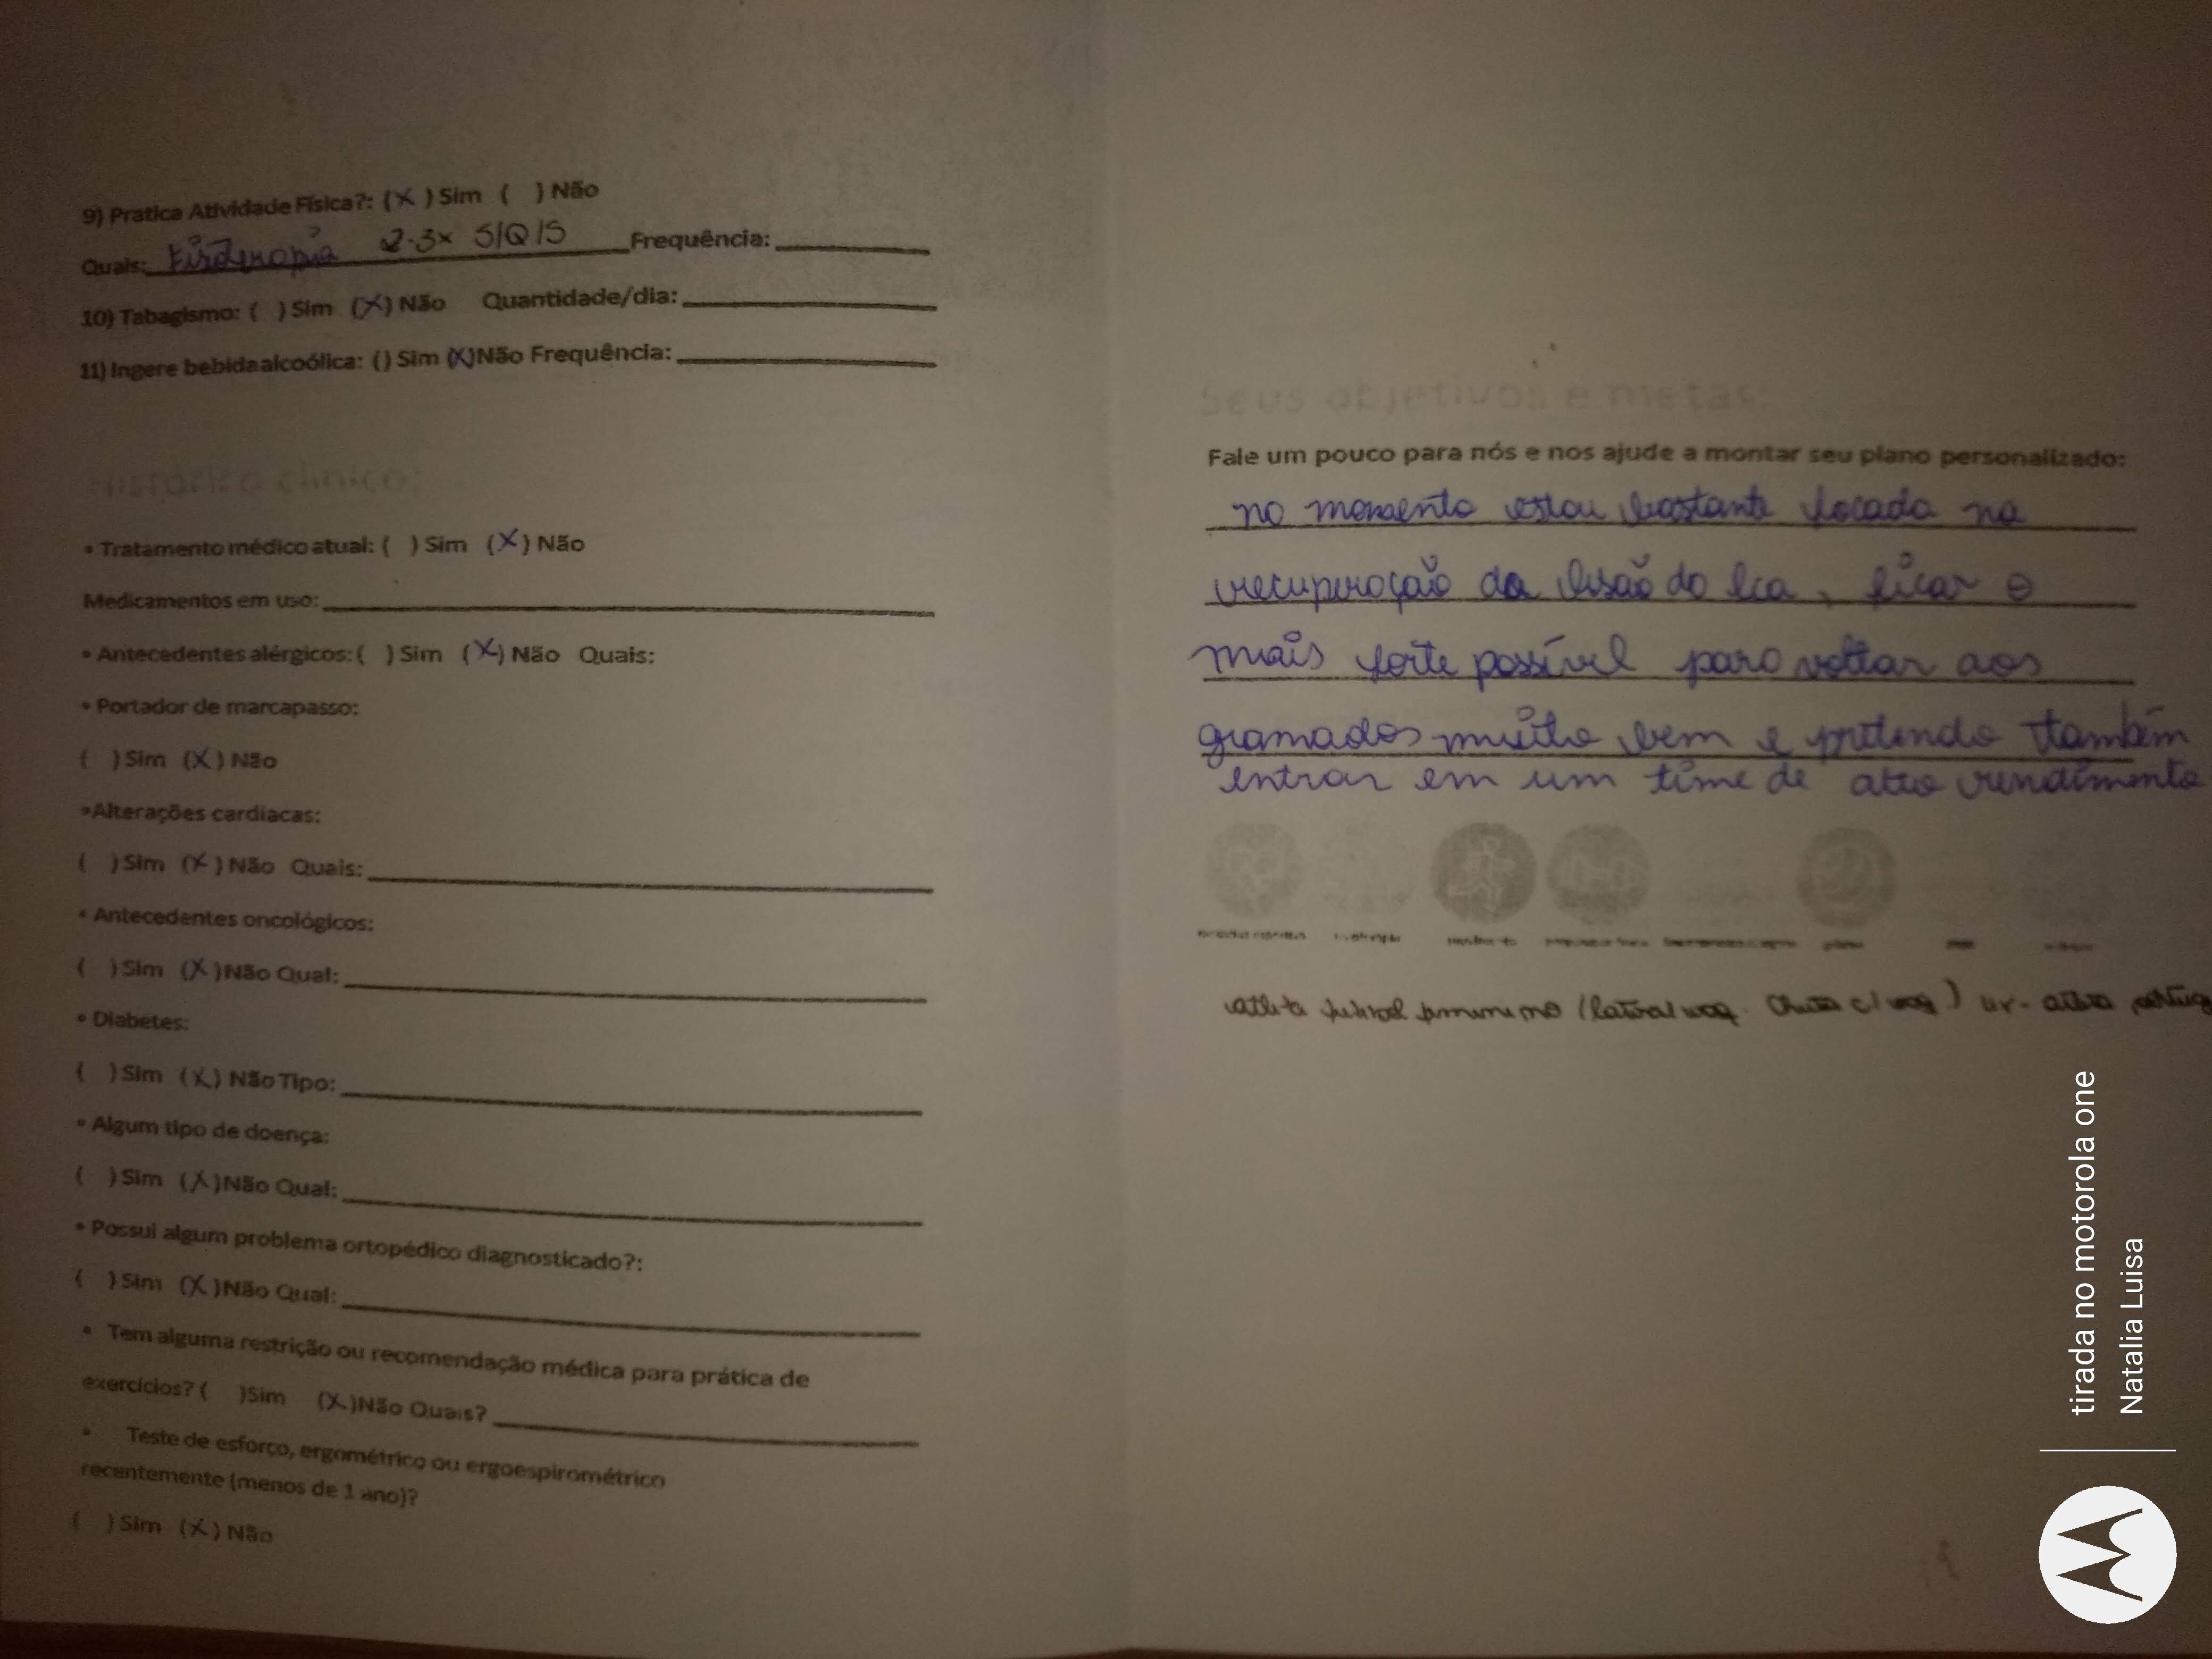 9) Pratica Atividade Física?: (X) Sim ( ) Não
Quais: Fisioterapia 2-3x S/Q/S Frequência:
10) Tabagismo: ( ) Sim (X) Não Quantidade/dia:
11) Ingere bebida alcoólica: () Sim (X)Não Frequência:
Histórico clínico:
• Tratamento médico atual: ( ) Sim (X) Não
Medicamentos em uso:
• Antecedentes alérgicos: ( ) Sim (X) Não Quais:
• Portador de marcapasso:
( ) Sim (X) Não
•Alterações cardíacas:
( ) Sim (X) Não Quais:
• Antecedentes oncológicos:
( ) Sim (X)Não Qual:
• Diabetes:
( ) Sim (X) Não Tipo:
• Algum tipo de doença:
( ) Sim (X)Não Qual:
• Possui algum problema ortopédico diagnosticado?:
( ) Sim (X)Não Qual:
• Tem alguma restrição ou recomendação médica para prática de
exercícios? ( )Sim (X)Não Quais?
• Teste de esforço, ergométrico ou ergoespirométrico
recentemente (menos de 1 ano)?
( ) Sim (X) Não
Seus objetivos e metas:
Fale um pouco para nós e nos ajude a montar seu plano personalizado:
no momento estou bastante focada na
recuperação da lesão do lca, ficar o
mais forte possível para voltar aos
gramados muito bem e pretendo também
entrar em um time de alto rendimento
atleta futebol feminino (lateral esq. chuta c/ esq)
tirada no motorola one
Natalia Luisa